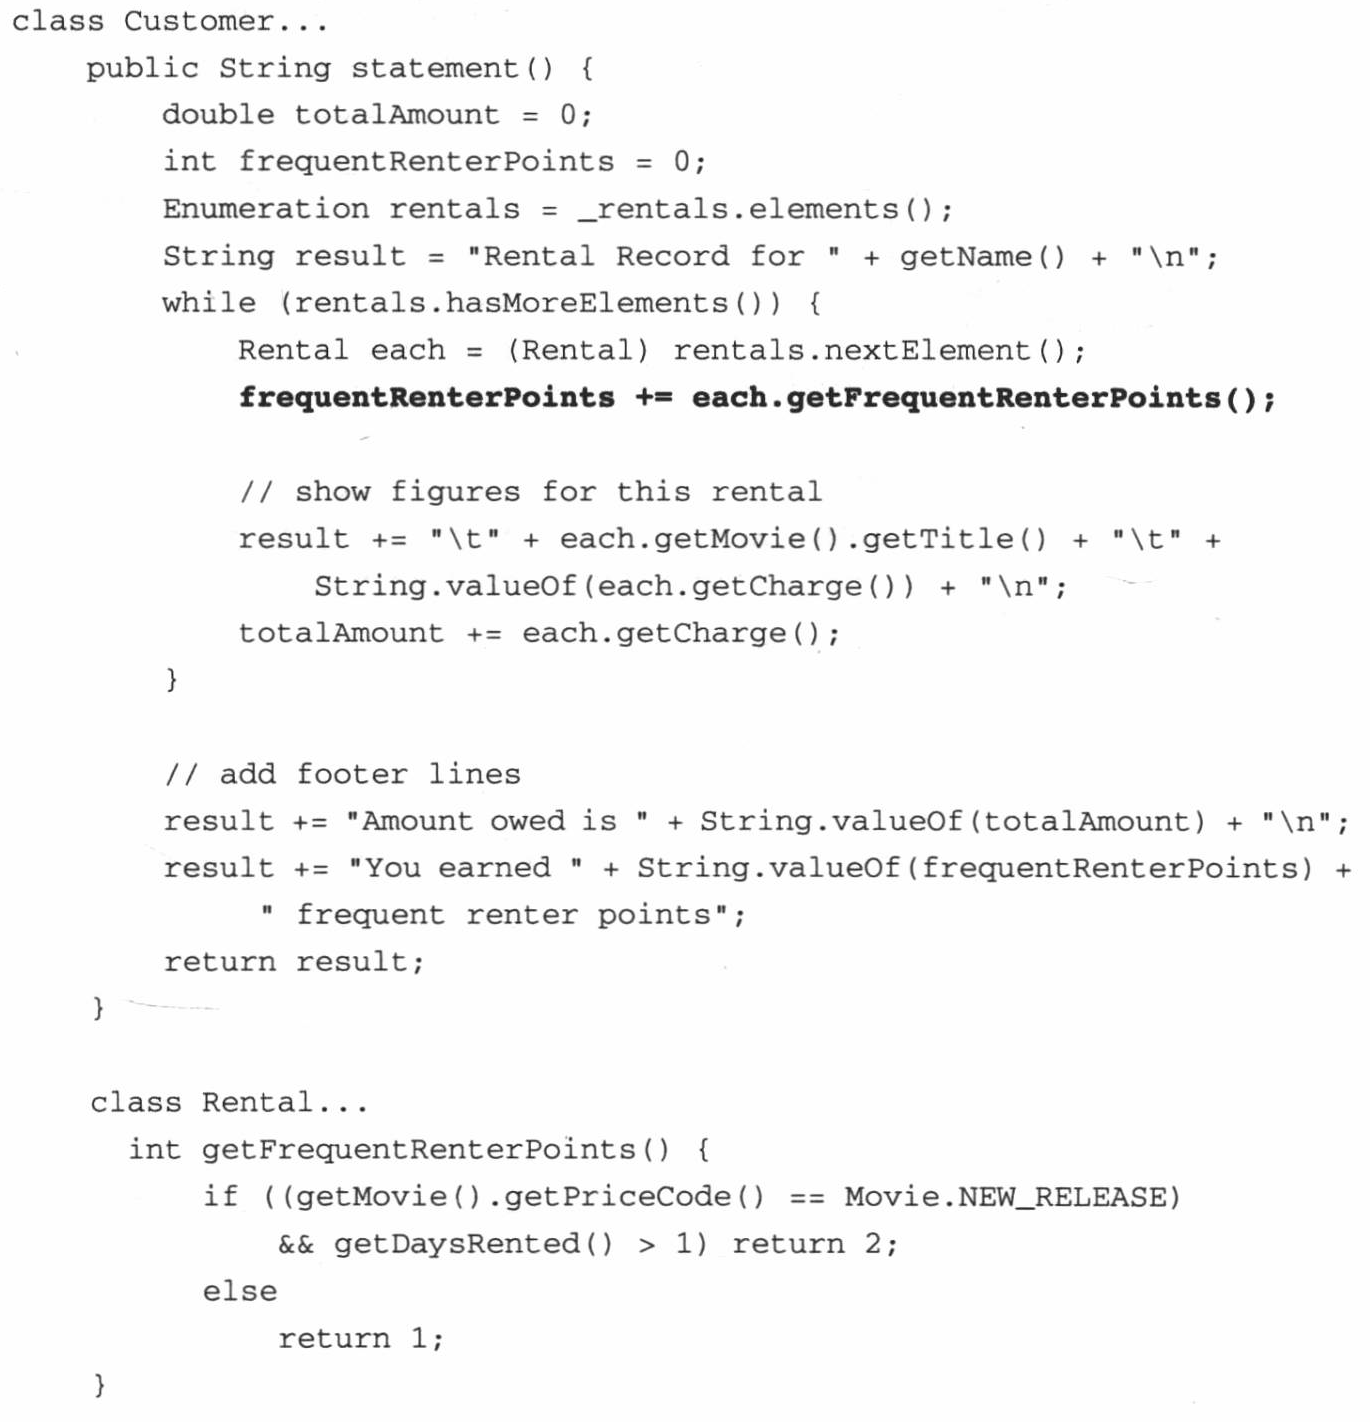 class Customer...
public String statement() {
double totalAmount = 0;
int frequentRenterPoints = 0;
Enumeration rentals = _rentals.elements();
String result = "Rental Record for " + getName() + "\n";
while (rentals.hasMoreElements()) {
Rental each = (Rental) rentals.nextElement();
frequentRenterPoints += each.getFrequentRenterPoints();
// show figures for this rental
result += "\t" + each.getMovie().getTitle() + "\t" +
String.valueOf(each.getCharge()) + "\n";
totalAmount += each.getCharge();
}
// add footer lines
result += "Amount owed is " + String.valueOf(totalAmount) + "\n";
result += "You earned " + String.valueOf(frequentRenterPoints) +
" frequent renter points";
return result;
}
class Rental...
int getFrequentRenterPoints() {
if ((getMovie().getPriceCode() == Movie.NEW_RELEASE)
&& getDaysRented() > 1) return 2;
else
return 1;
}